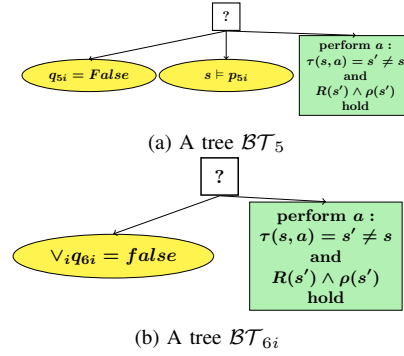 ?
q₅ᵢ = False
s ⊨ p₅ᵢ
perform a :
τ(s, a) = s′ ≠ s
and
R(s′) ∧ ρ(s′)
hold
(a) A tree 𝓑𝓣₅
?
∨ᵢq₆ᵢ = false
perform a :
τ(s, a) = s′ ≠ s
and
R(s′) ∧ ρ(s′)
hold
(b) A tree 𝓑𝓣₆ᵢ